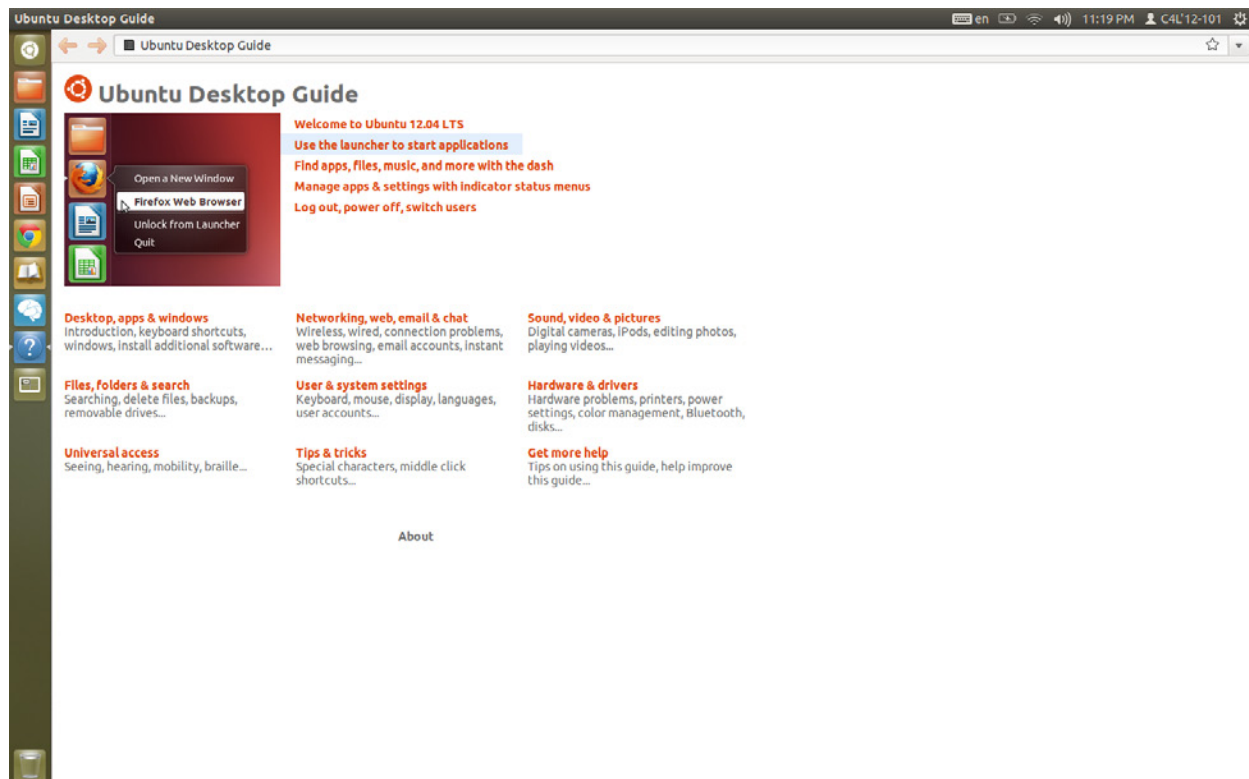 Ubuntu Desktop Guide
en 11:19 PM C4L'12-101
Ubuntu Desktop Guide
Ubuntu Desktop Guide
Open a New Window
Firefox Web Browser
Unlock from Launcher
Quit
Welcome to Ubuntu 12.04 LTS
Use the launcher to start applications
Find apps, files, music, and more with the dash
Manage apps & settings with indicator status menus
Log out, power off, switch users
Desktop, apps & windows
Introduction, keyboard shortcuts,
windows, install additional software...
Networking, web, email & chat
Wireless, wired, connection problems,
web browsing, email accounts, instant
messaging...
Sound, video & pictures
Digital cameras, iPods, editing photos,
playing videos...
Files, folders & search
Searching, delete files, backups,
removable drives...
User & system settings
Keyboard, mouse, display, languages,
user accounts...
Hardware & drivers
Hardware problems, printers, power
settings, color management, Bluetooth,
disks...
Universal access
Seeing, hearing, mobility, braille...
Tips & tricks
Special characters, middle click
shortcuts...
Get more help
Tips on using this guide, help improve
this guide...
About